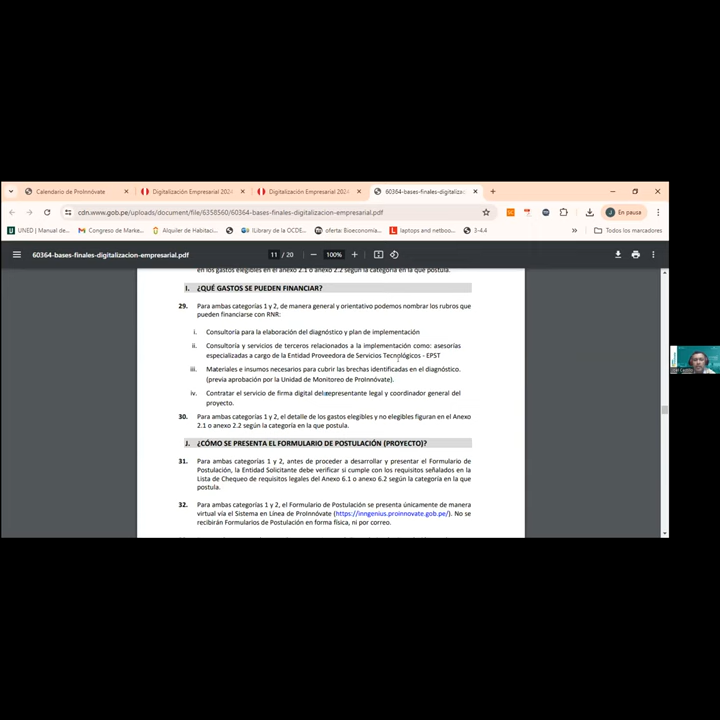 Calendario de ProInnóvate
Digitalización Empresarial 2024
Digitalización Empresarial 2024
60364-bases-finales-digitalizac
cdn.www.gob.pe/uploads/document/file/6358560/60364-bases-finales-digitalizacion-empresarial.pdf
En pausa
UNED | Manual de...
Congreso de Marke...
Alquiler de Habitaci...
iLibrary de la OCDE...
oferta: Bioeconomía...
laptops and netboo...
3-4.4
Todos los marcadores
60364-bases-finales-digitalizacion-empresarial.pdf
11 / 20
100%
en los gastos elegibles en el anexo 2.1 o anexo 2.2 según la categoría en la que postula.
I. ¿QUÉ GASTOS SE PUEDEN FINANCIAR?
29. Para ambas categorías 1 y 2, de manera general y orientativo podemos nombrar los rubros que
pueden financiarse con RNR:
i. Consultoría para la elaboración del diagnóstico y plan de implementación
ii. Consultoría y servicios de terceros relacionados a la implementación como: asesorías
especializadas a cargo de la Entidad Proveedora de Servicios Tecnológicos - EPST
iii. Materiales e insumos necesarios para cubrir las brechas identificadas en el diagnóstico.
(previa aprobación por la Unidad de Monitoreo de ProInnóvate).
iv. Contratar el servicio de firma digital del representante legal y coordinador general del
proyecto.
30. Para ambas categorías 1 y 2, el detalle de los gastos elegibles y no elegibles figuran en el Anexo
2.1 o anexo 2.2 según la categoría en la que postula.
J. ¿CÓMO SE PRESENTA EL FORMULARIO DE POSTULACIÓN (PROYECTO)?
31. Para ambas categorías 1 y 2, antes de proceder a desarrollar y presentar el Formulario de
Postulación, la Entidad Solicitante debe verificar si cumple con los requisitos señalados en la
Lista de Chequeo de requisitos legales del Anexo 6.1 o anexo 6.2 según la categoría en la que
postula.
32. Para ambas categorías 1 y 2, el Formulario de Postulación se presenta únicamente de manera
virtual vía el Sistema en Línea de ProInnóvate (https://inngenius.proinnovate.gob.pe/). No se
recibirán Formularios de Postulación en forma física, ni por correo.